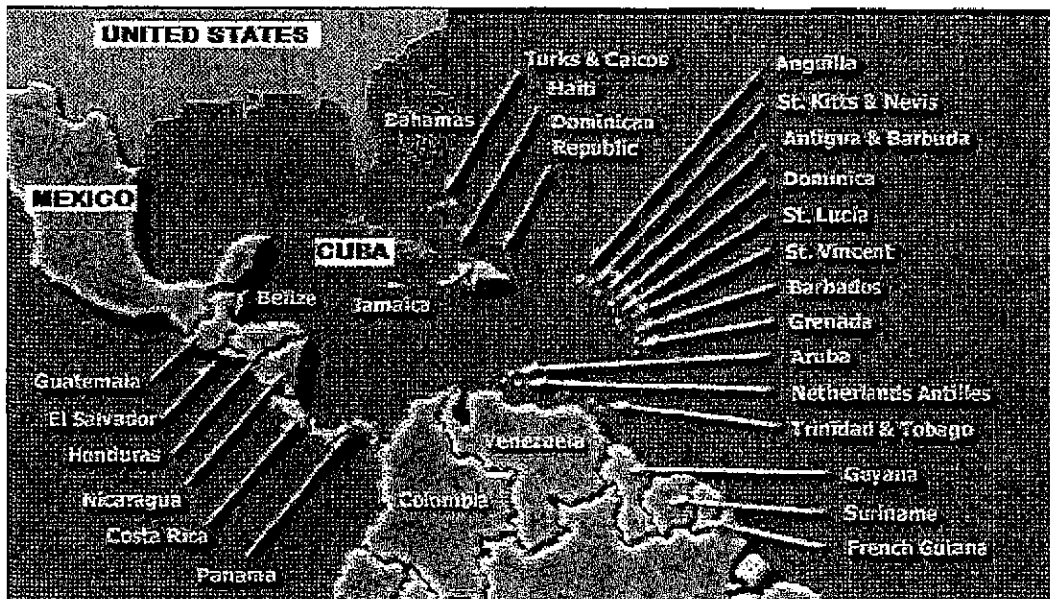 UNITED STATES
Turks & Caicos
Haiti
Bahamas
Dominican
Republic
Anguilla
St. Kitts & Nevis
Antigua & Barbuda
Dominica
St. Lucia
St. Vincent
Barbados
Grenada
Aruba
Netherlands Antilles
Trinidad & Tobago
MEXICO
CUBA
Belize
Jamaica
Guatemala
El Salvador
Honduras
Nicaragua
Costa Rica
Panama
Venezuela
Colombia
Guyana
Suriname
French Guiana